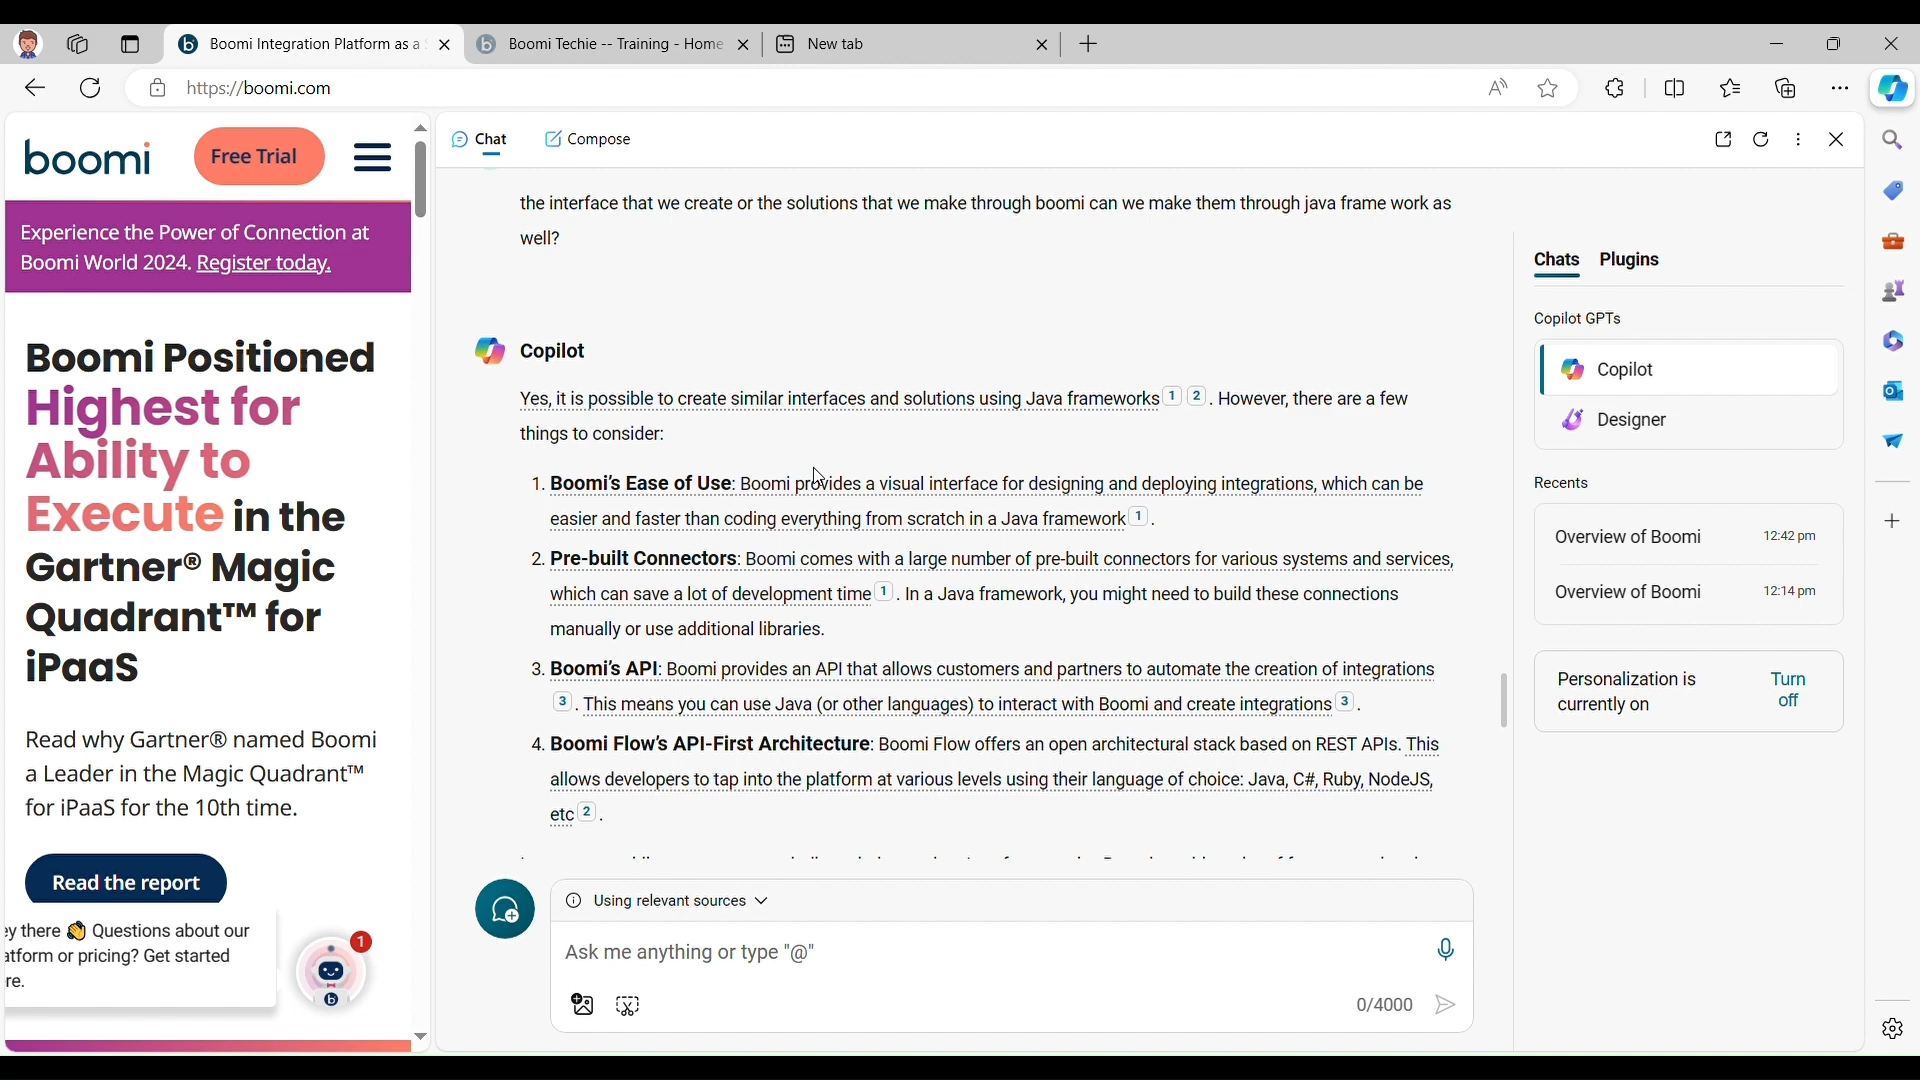 Boomi Integration Platform as a
Boomi Techie -- Training - Home
New tab
https://boomi.com
boomi
Free Trial
Experience the Power of Connection at
Boomi World 2024. Register today.
Boomi Positioned
Highest for
Ability to
Execute in the
Gartner® Magic
Quadrant™ for
iPaaS
Read why Gartner® named Boomi
a Leader in the Magic Quadrant™
for iPaaS for the 10th time.
Read the report
ey there 👋 Questions about our
atform or pricing? Get started
re.
1
Chat
Compose
the interface that we create or the solutions that we make through boomi can we make them through java frame work as
well?
Copilot
Yes, it is possible to create similar interfaces and solutions using Java frameworks 1 2 . However, there are a few
things to consider:
1. Boomi's Ease of Use: Boomi provides a visual interface for designing and deploying integrations, which can be
easier and faster than coding everything from scratch in a Java framework 1 .
2. Pre-built Connectors: Boomi comes with a large number of pre-built connectors for various systems and services,
which can save a lot of development time 1 . In a Java framework, you might need to build these connections
manually or use additional libraries.
3. Boomi's API: Boomi provides an API that allows customers and partners to automate the creation of integrations
3 . This means you can use Java (or other languages) to interact with Boomi and create integrations 3 .
4. Boomi Flow's API-First Architecture: Boomi Flow offers an open architectural stack based on REST APIs. This
allows developers to tap into the platform at various levels using their language of choice: Java, C#, Ruby, NodeJS,
etc 2 .
Using relevant sources
Ask me anything or type "@"
0/4000
Chats
Plugins
Copilot GPTs
Copilot
Designer
Recents
Overview of Boomi 12:42 pm
Overview of Boomi 12:14 pm
Personalization is
currently on
Turn
off